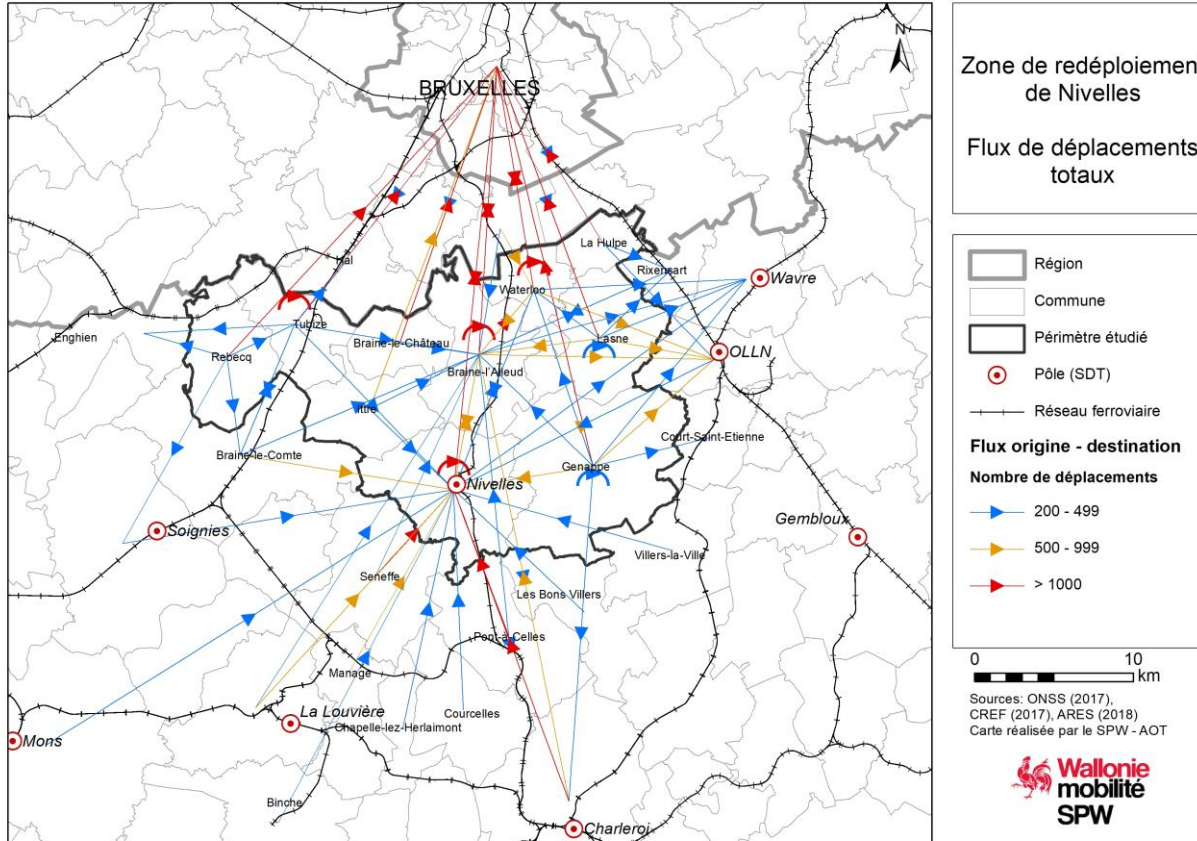 N
BRUXELLES
La Hulpe
Rixensart
Hal
Wavre
Waterloo
Tubize
Enghien
Braine-le-Château
Lasne
OLLN
Rebecq
Braine-l'Alleud
Ittre
Court-Saint-Etienne
Braine-le-Comte
Genappe
Nivelles
Gembloux
Soignies
Villers-la-Ville
Seneffe
Les Bons Villers
Pont-à-Celles
Manage
La Louvière
Courcelles
Chapelle-lez-Herlaimont
Mons
Binche
Charleroi
Zone de redéploiemen
de Nivelles
Flux de déplacements
totaux
Région
Commune
Périmètre étudié
Pôle (SDT)
Réseau ferroviaire
Flux origine - destination
Nombre de déplacements
200 - 499
500 - 999
> 1000
0 10
km
Sources: ONSS (2017),
CREF (2017), ARES (2018)
Carte réalisée par le SPW - AOT
Wallonie
mobilité
SPW